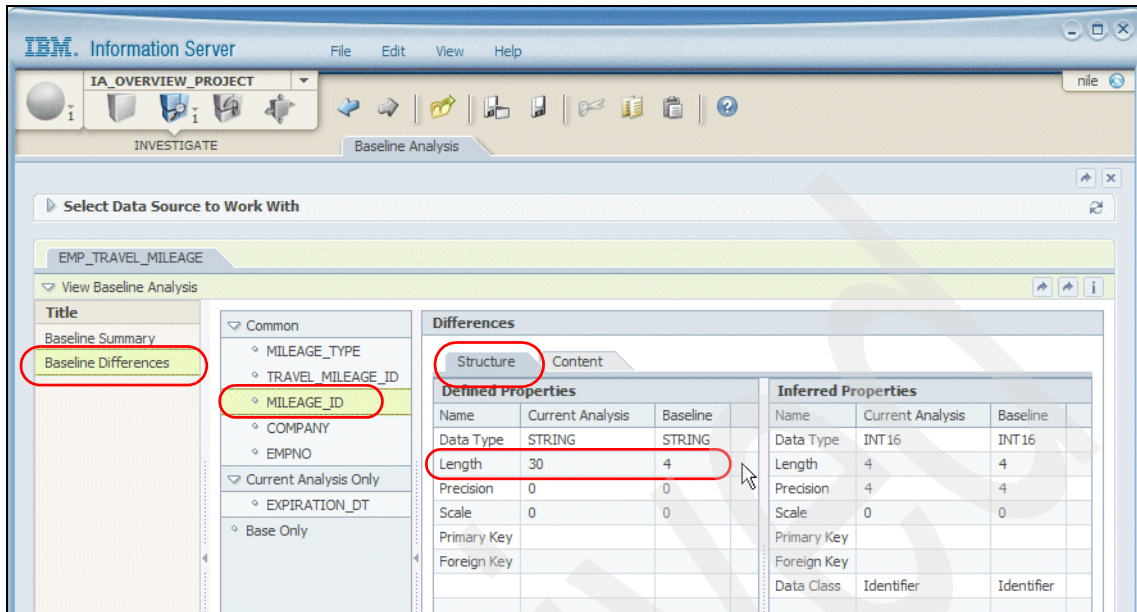 IBM. Information Server File Edit View Help
IA_OVERVIEW_PROJECT nile
1 1
INVESTIGATE Baseline Analysis
Select Data Source to Work With
EMP_TRAVEL_MILEAGE
View Baseline Analysis i
Title
Baseline Summary
Baseline Differences
Common
MILEAGE_TYPE
TRAVEL_MILEAGE_ID
MILEAGE_ID
COMPANY
EMPNO
Current Analysis Only
EXPIRATION_DT
Base Only
Differences
Structure Content
Defined Properties
Name Current Analysis Baseline
Data Type STRING STRING
Length 30 4
Precision 0 0
Scale 0 0
Primary Key
Foreign Key
Inferred Properties
Name Current Analysis Baseline
Data Type INT16 INT16
Length 4 4
Precision 4 4
Scale 0 0
Primary Key
Foreign Key
Data Class Identifier Identifier